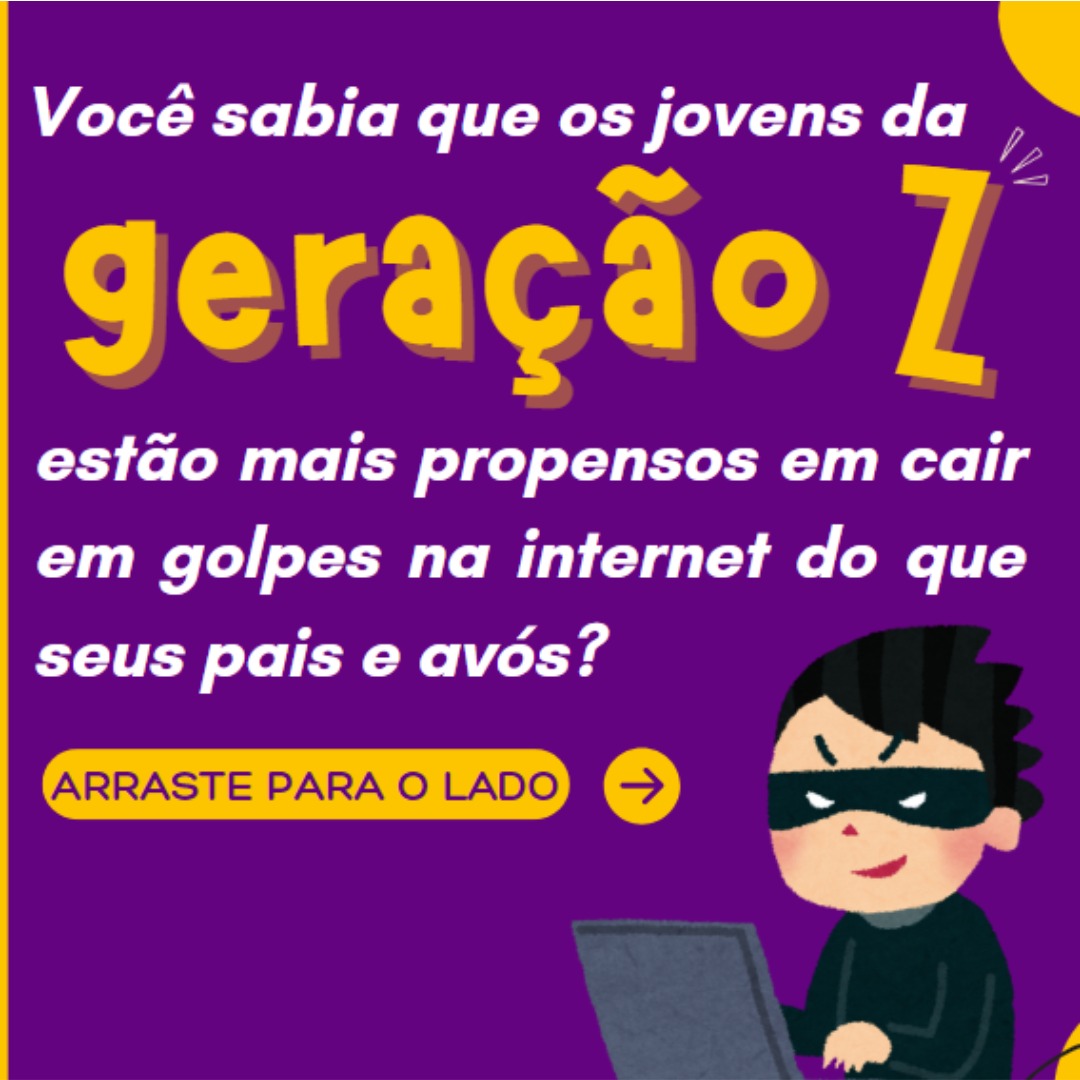 Você sabia que os jovens da
geração Z
estão mais propensos em cair
em golpes na internet do que
seus pais e avós?
ARRASTE PARA O LADO